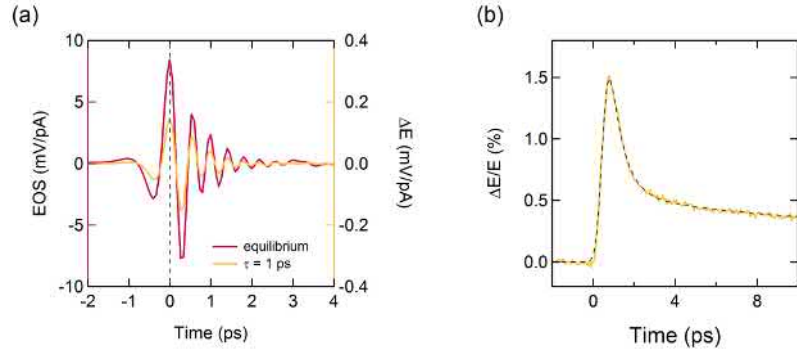 (a)
10
5
0
-5
-10
EOS (mV/pA)
0.4
0.2
0.0
0.2
0.4
ΔE (mV/pA)
equilibrium
τ = 1 ps
-2
-1
0
1
2
3
4
Time (ps)
(b)
1.5
1.0
0.5
0.0
ΔE/E (%)
0
4
8
Time (ps)